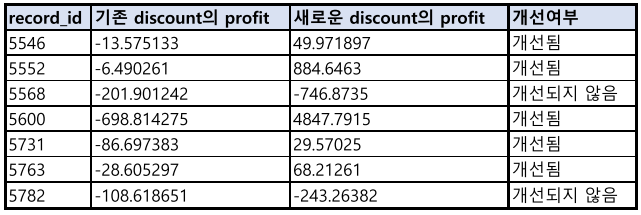 record_id 기존 discount의 profit 새로운 discount의 profit 개선여부
5546 -13.575133 49.971897 개선됨
5552 -6.490261 884.6463 개선됨
5568 -201.901242 -746.8735 개선되지 않음
5600 -698.814275 4847.7915 개선됨
5731 -86.697383 29.57025 개선됨
5763 -28.605297 68.21261 개선됨
5782 -108.618651 -243.26382 개선되지 않음